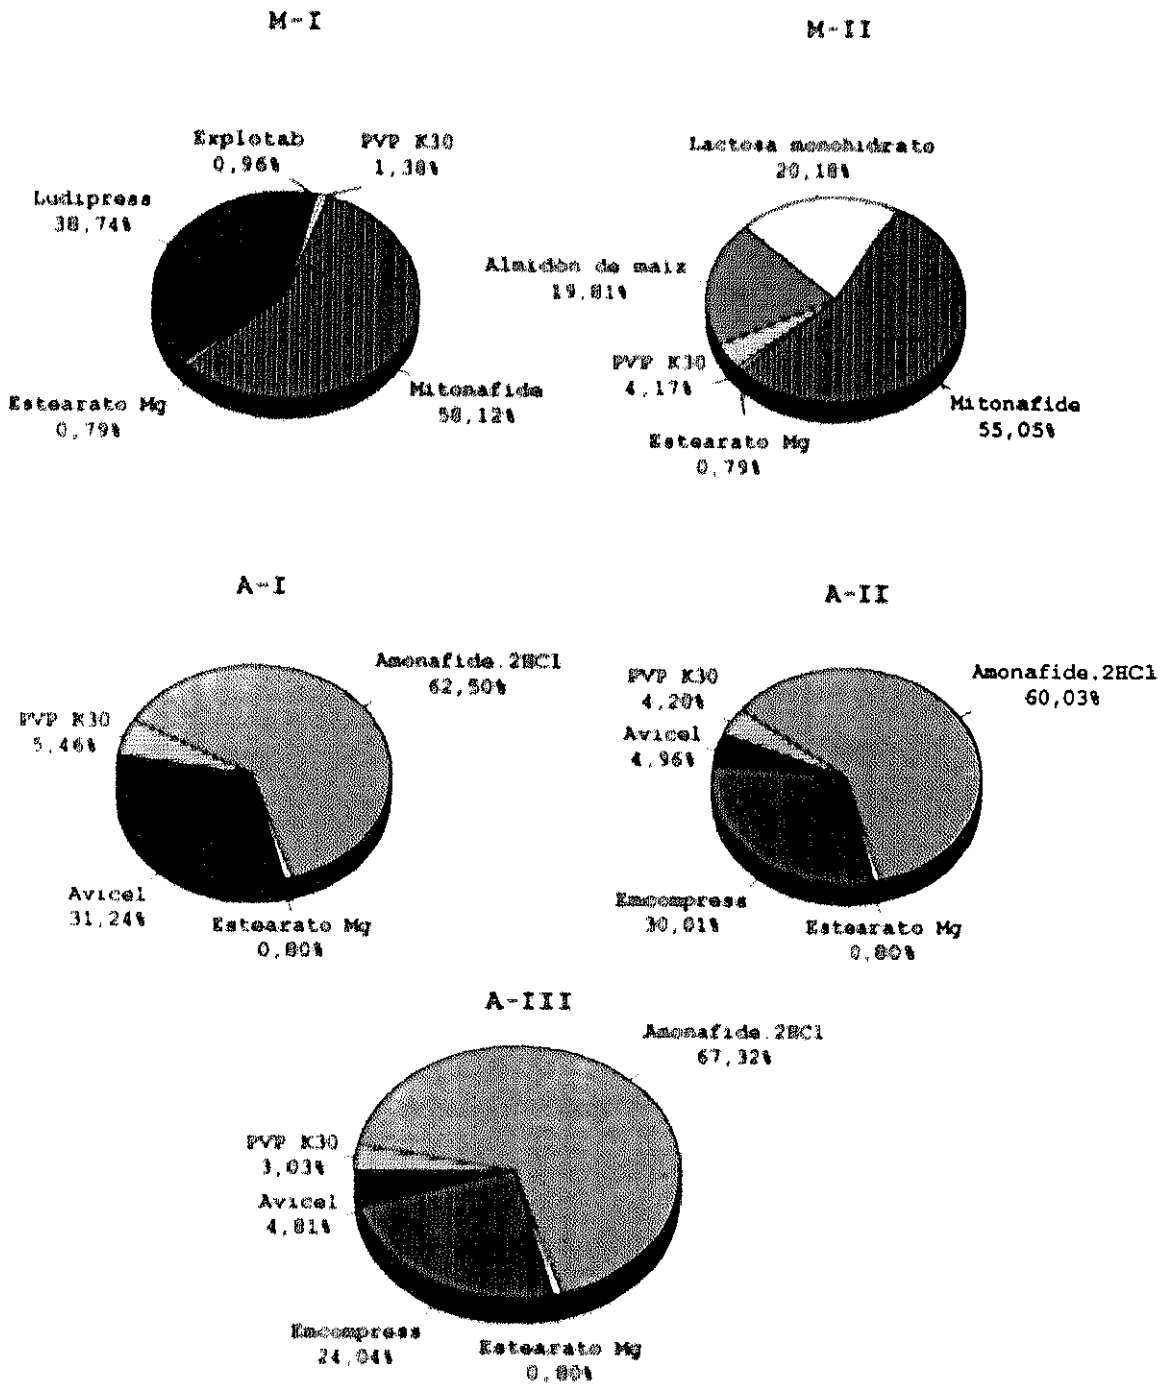 M-I
Explotab
0,96%
PVP K30
1,38%
Ludipress
38,74%
Estearato Mg
0,79%
Mitonafide
58,12%
M-II
Lactosa monohidrato
20,18%
Almidón de maiz
19,81%
PVP K30
4,17%
Estearato Mg
0,79%
Mitonafide
55,05%
A-I
Amonafide.2HCl
62,50%
PVP K30
5,46%
Avicel
31,24%
Estearato Mg
0,80%
A-II
PVP K30
4,20%
Amonafide.2HCl
60,03%
Avicel
4,96%
Emcompress
30,01%
Estearato Mg
0,80%
A-III
Amonafide.2HCl
67,32%
PVP K30
3,03%
Avicel
4,81%
Emcompress
24,04%
Estearato Mg
0,80%